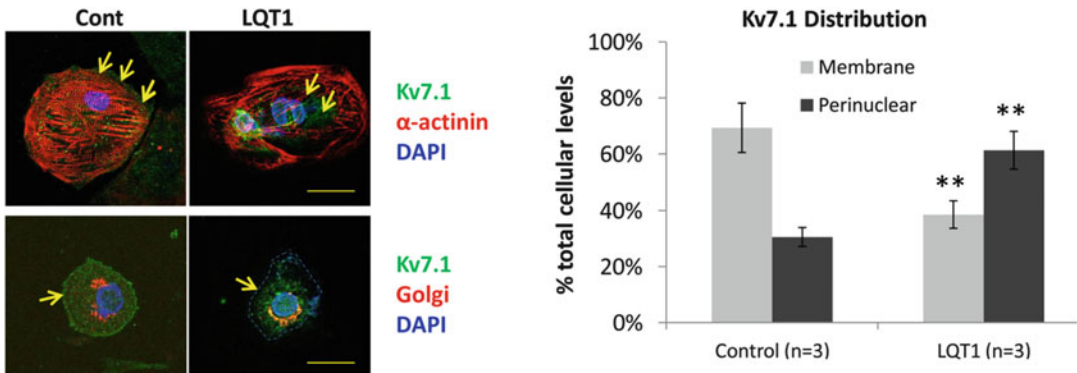 Cont
LQT1
Kv7.1
α-actinin
DAPI
Kv7.1
Golgi
DAPI
Kv7.1 Distribution
% total cellular levels
100%
80%
60%
40%
20%
0%
Membrane
Perinuclear
**
**
Control (n=3)
LQT1 (n=3)